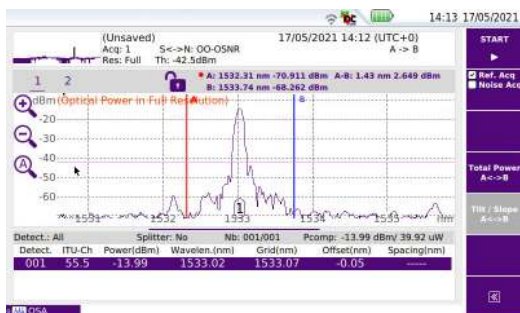 14:13 17/05/2021
(Unsaved) 17/05/2021 14:12 (UTC+0)
Acq: 1 S<->N: OO-OSNR A -> B
Res: Full Th: -42.5dBm
START
1 2
A: 1532.31 nm -70.911 dBm A-B: 1.43 nm 2.649 dBm
B: 1533.74 nm -68.262 dBm
Ref. Acq
Noise Acq
dBm (Optical Power in Full Resolution)
B
-20
-30
-40
A
-50
-60
1
1531 1532 1533 1534 1535 nm
Total Power
A<->B
Tilt / Slope
A<->B
Detect.: All Splitter: No Nb: 001/001 Pcomp: -13.99 dBm/ 39.92 uW
Detect. ITU-Ch Power(dBm) Wavelen.(nm) Grid(nm) Offset(nm) Spacing(nm)
001 55.5 -13.99 1533.02 1533.07 -0.05 -----
OSA